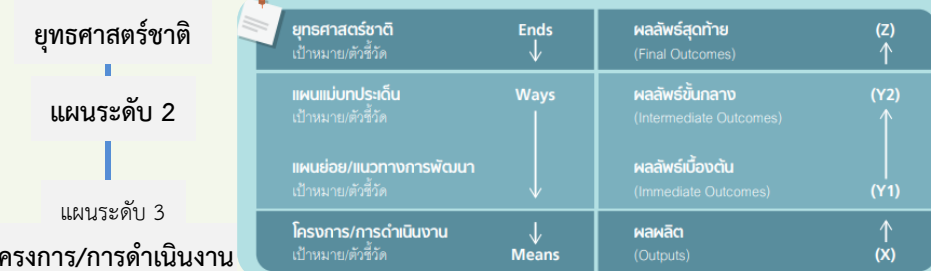 ยุทธศาสตร์ชาติ
แผนระดับ 2
แผนระดับ 3
ครงการ/การดำเนินงาน
ยุทธศาสตร์ชาติ Ends ผลลัพธ์สุดท้าย (Z)
เป้าหมาย/ตัวชี้วัด (Final Outcomes)
แผนแม่บทประเด็น Ways ผลลัพธ์ขั้นกลาง (Y2)
เป้าหมาย/ตัวชี้วัด (Intermediate Outcomes)
แผนย่อย/แนวทางการพัฒนา ผลลัพธ์เบื้องต้น
เป้าหมาย/ตัวชี้วัด (Immediate Outcomes) (Y1)
โครงการ/การดำเนินงาน ผลผลิต
เป้าหมาย/ตัวชี้วัด Means (Outputs) (X)